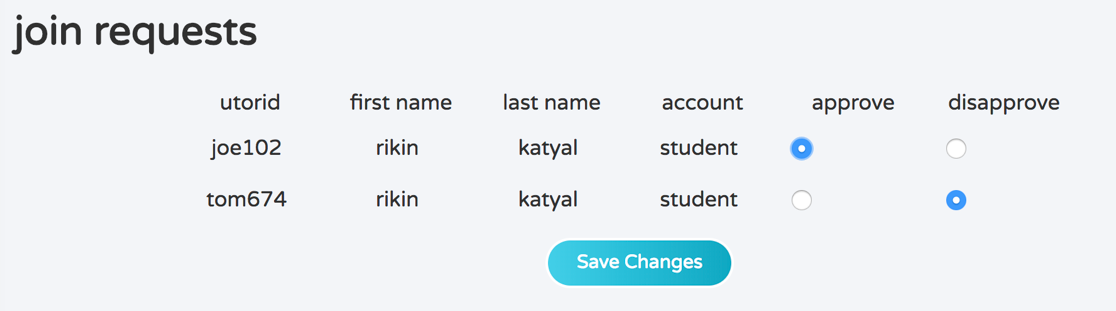 join requests
utorid first name last name account approve disapprove
joe102 rikin katyal student
tom674 rikin katyal student
Save Changes